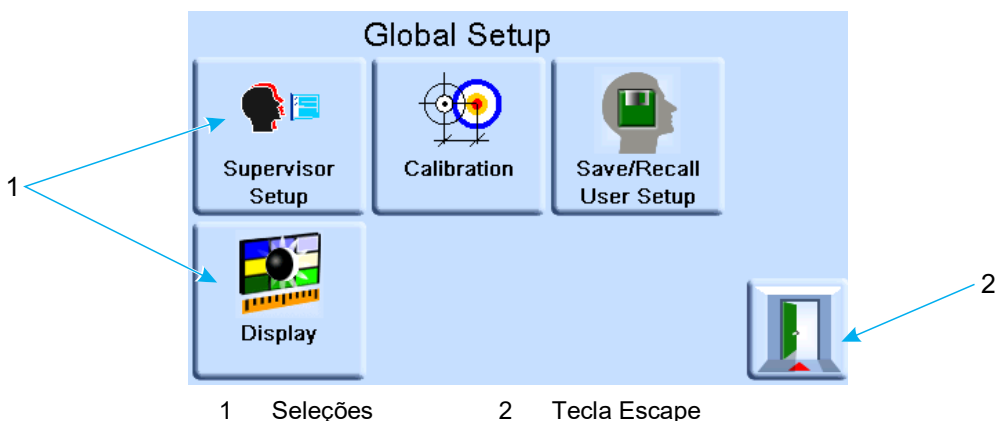 Global Setup
Supervisor
Setup
Calibration
Save/Recall
User Setup
1
Display
2
1 Seleções 2 Tecla Escape